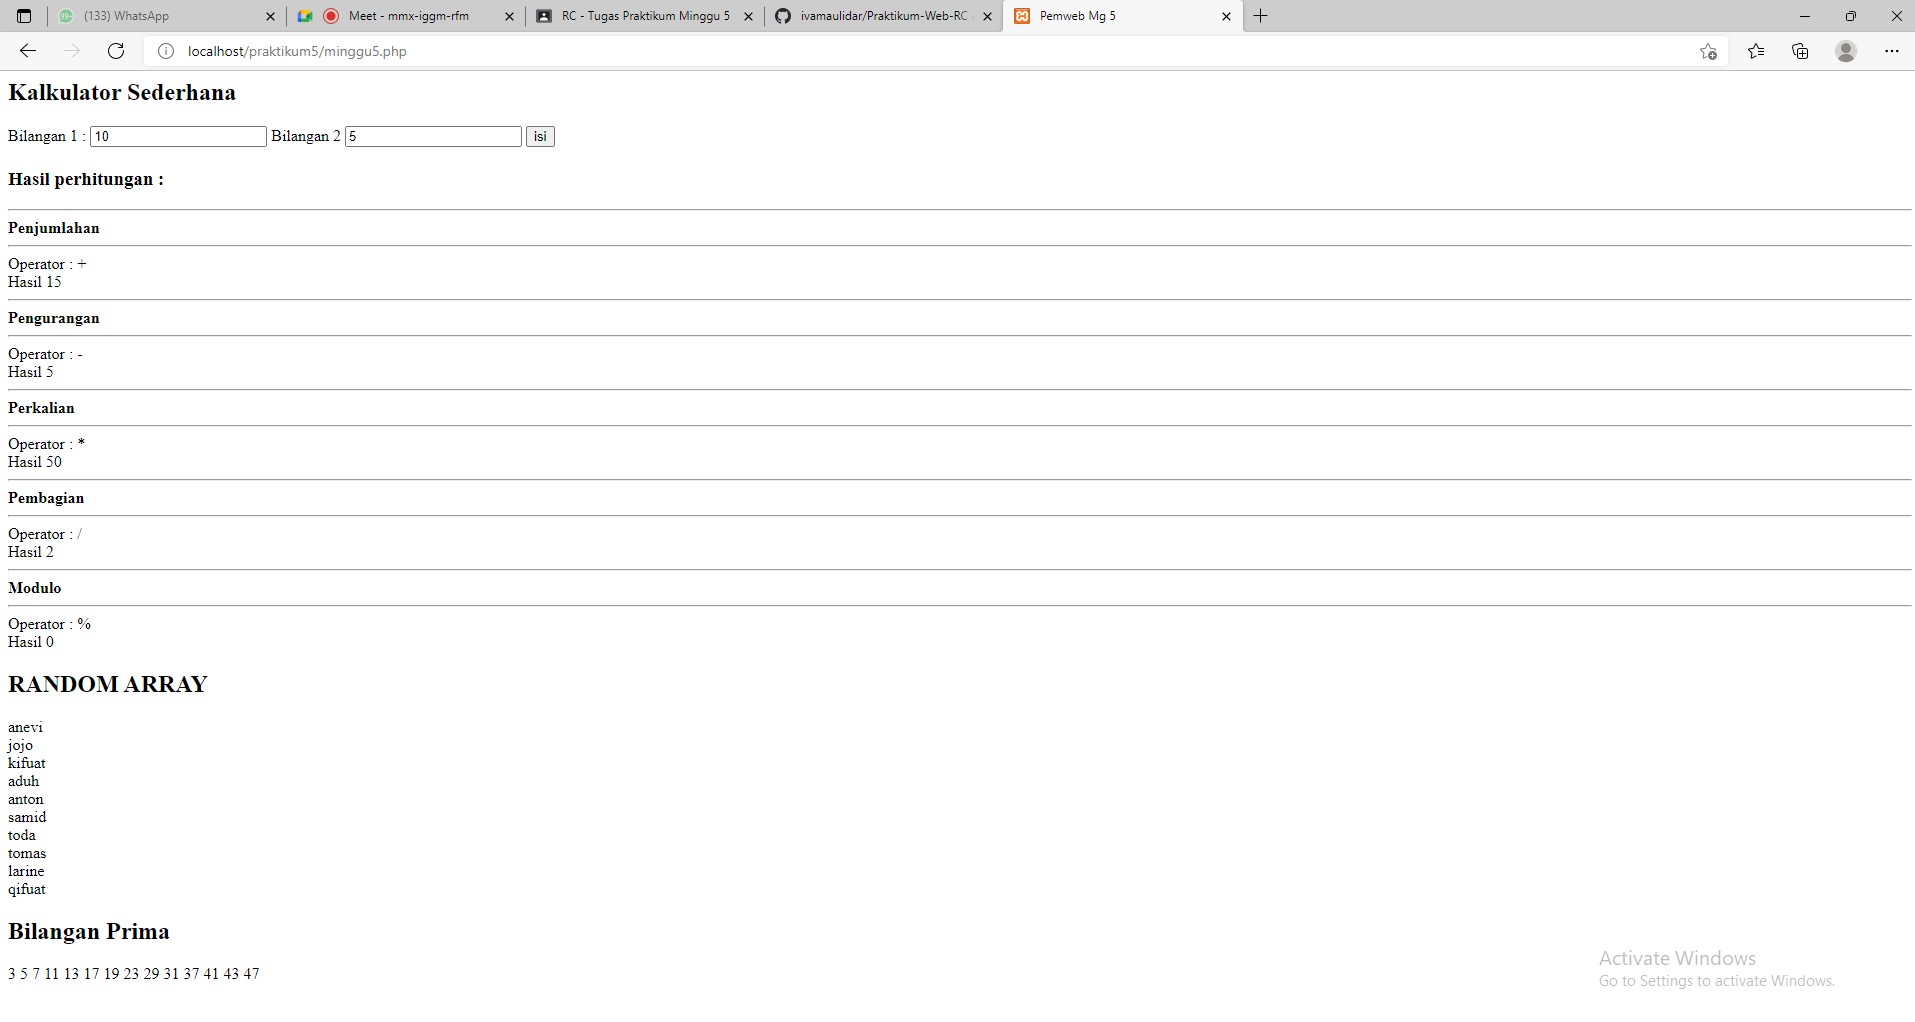 (133) WhatsApp
Meet - mmx-iggm-rfm
RC - Tugas Praktikum Minggu 5
ivamaulidar/Praktikum-Web-RC
Pemweb Mg 5
localhost/praktikum5/minggu5.php
Kalkulator Sederhana
Bilangan 1 : 10 Bilangan 2 5 isi
Hasil perhitungan :
Penjumlahan
Operator : +
Hasil 15
Pengurangan
Operator : -
Hasil 5
Perkalian
Operator : *
Hasil 50
Pembagian
Operator : /
Hasil 2
Modulo
Operator : %
Hasil 0
RANDOM ARRAY
anevi
jojo
kifuat
aduh
anton
samid
toda
tomas
larine
qifuat
Bilangan Prima
3 5 7 11 13 17 19 23 29 31 37 41 43 47
Activate Windows
Go to Settings to activate Windows.